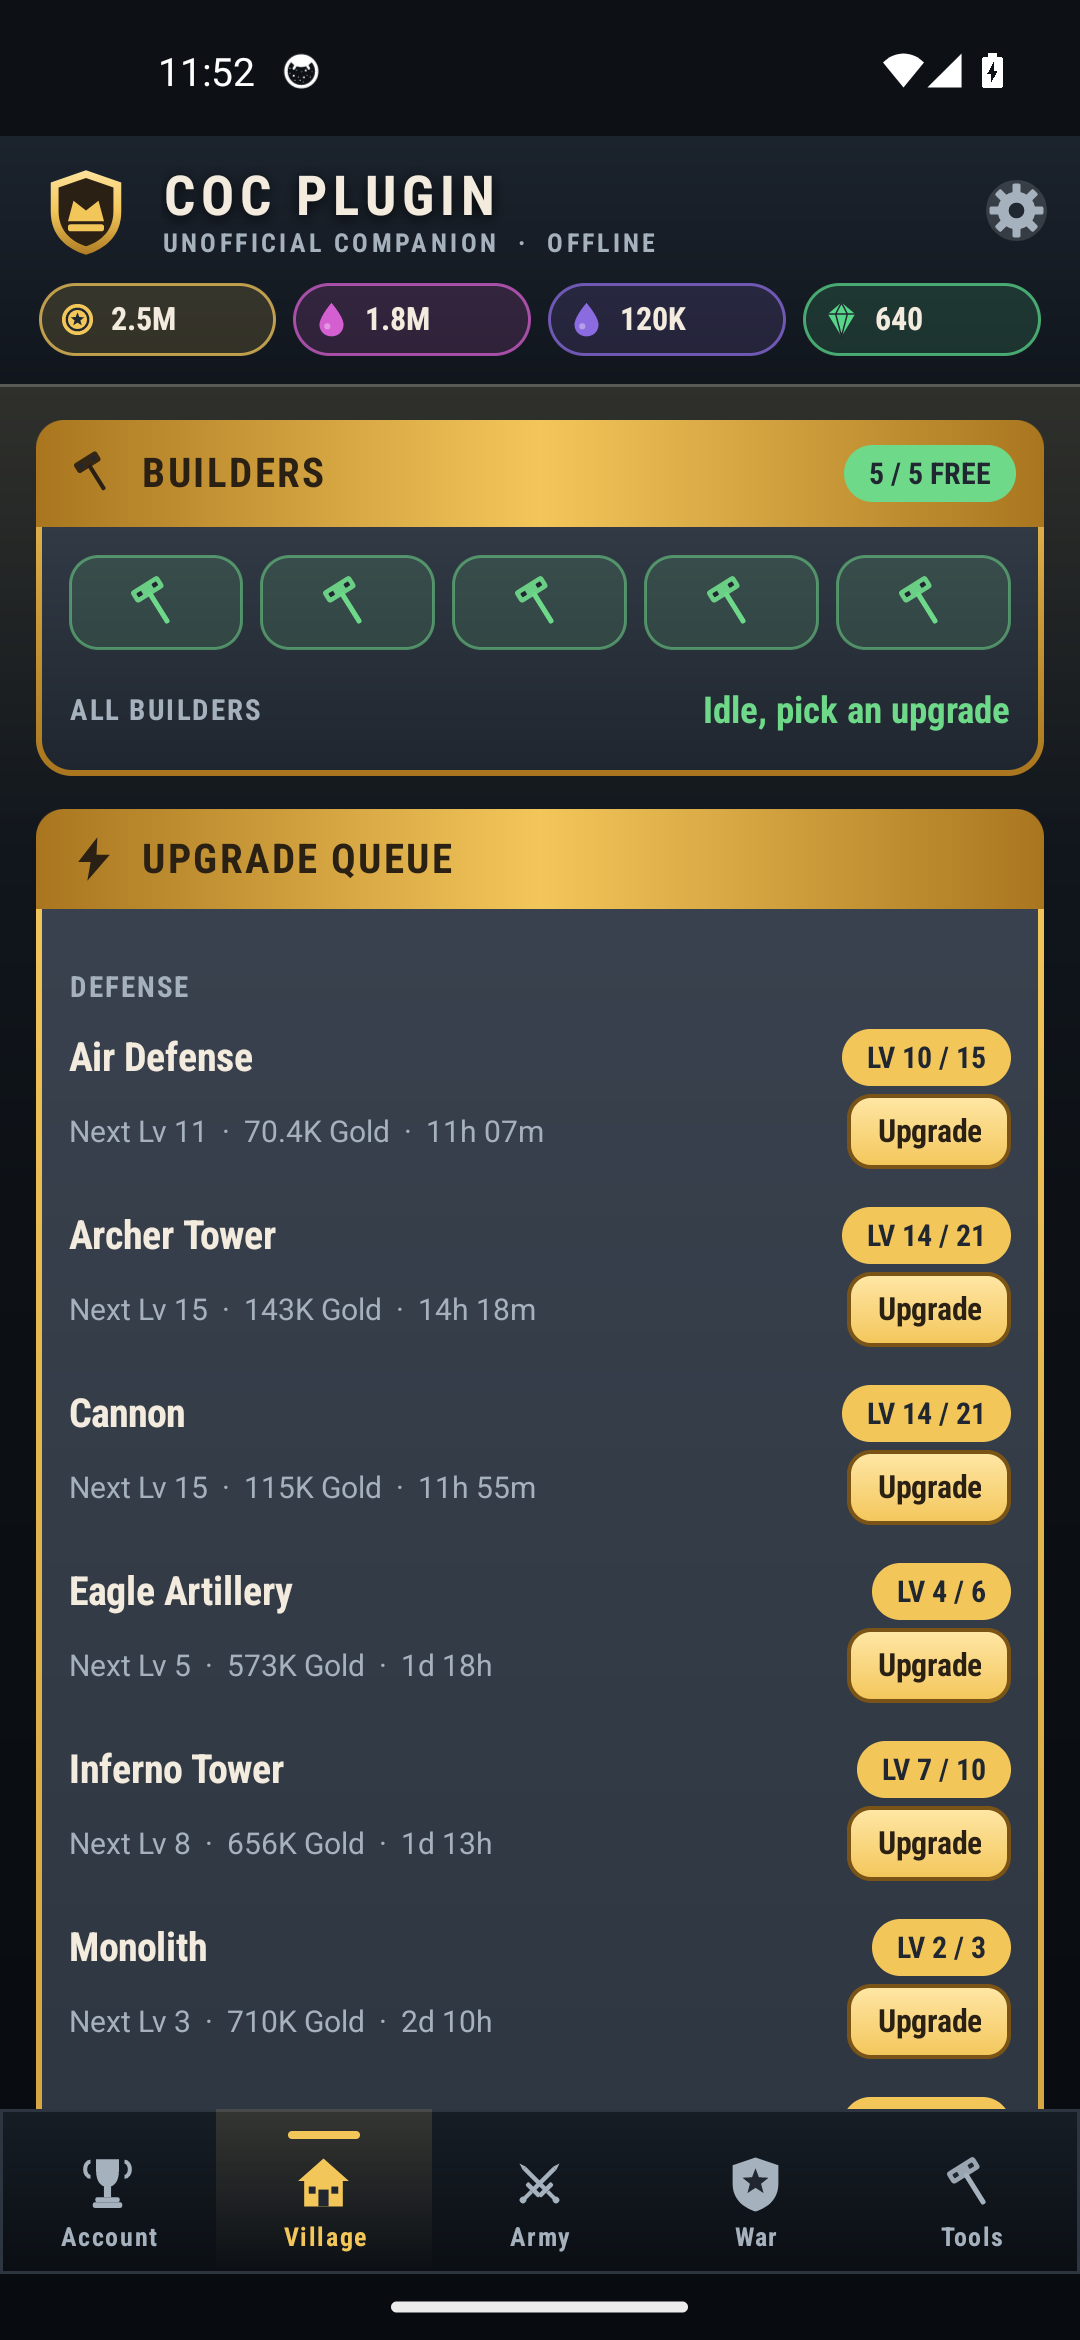 11:52
COC PLUGIN
UNOFFICIAL COMPANION · OFFLINE
2.5M 1.8M 120K 640
BUILDERS 5 / 5 FREE
ALL BUILDERS Idle, pick an upgrade
UPGRADE QUEUE
DEFENSE
Air Defense LV 10 / 15
Next Lv 11 · 70.4K Gold · 11h 07m Upgrade
Archer Tower LV 14 / 21
Next Lv 15 · 143K Gold · 14h 18m Upgrade
Cannon LV 14 / 21
Next Lv 15 · 115K Gold · 11h 55m Upgrade
Eagle Artillery LV 4 / 6
Next Lv 5 · 573K Gold · 1d 18h Upgrade
Inferno Tower LV 7 / 10
Next Lv 8 · 656K Gold · 1d 13h Upgrade
Monolith LV 2 / 3
Next Lv 3 · 710K Gold · 2d 10h Upgrade
Account Village Army War Tools